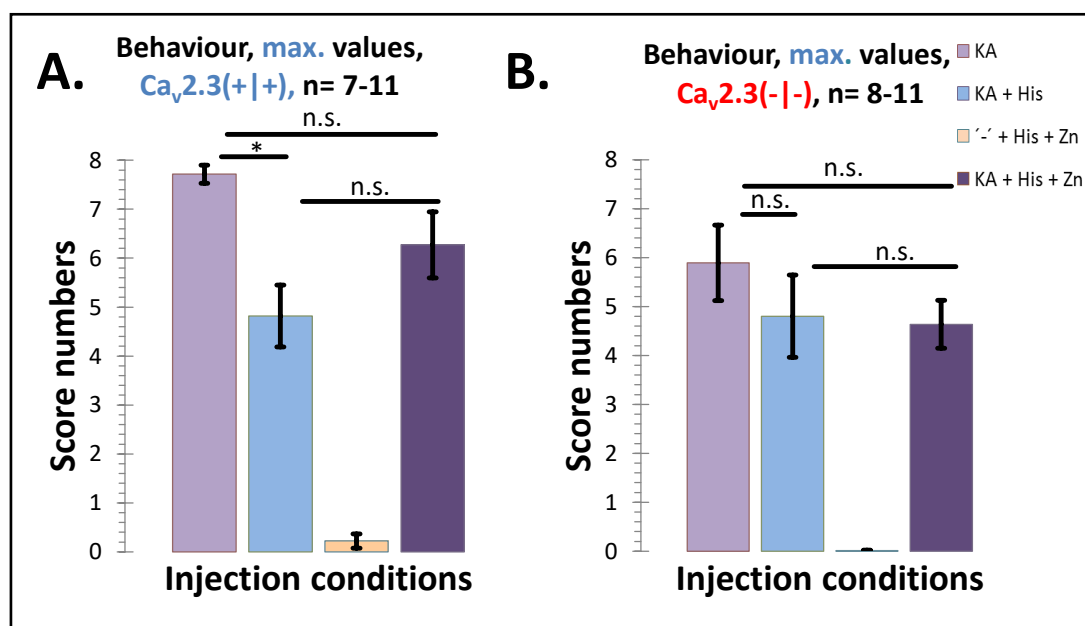 A.
Behaviour, max. values,
Cav2.3(+|+), n= 7-11
n.s.
*
n.s.
8
7
6
5
4
3
2
1
0
Score numbers
Injection conditions
B.
Behaviour, max. values,
Cav2.3(-|-), n= 8-11
n.s.
n.s.
n.s.
8
7
6
5
4
3
2
1
0
Score numbers
Injection conditions
KA
KA + His
´-´ + His + Zn
KA + His + Zn